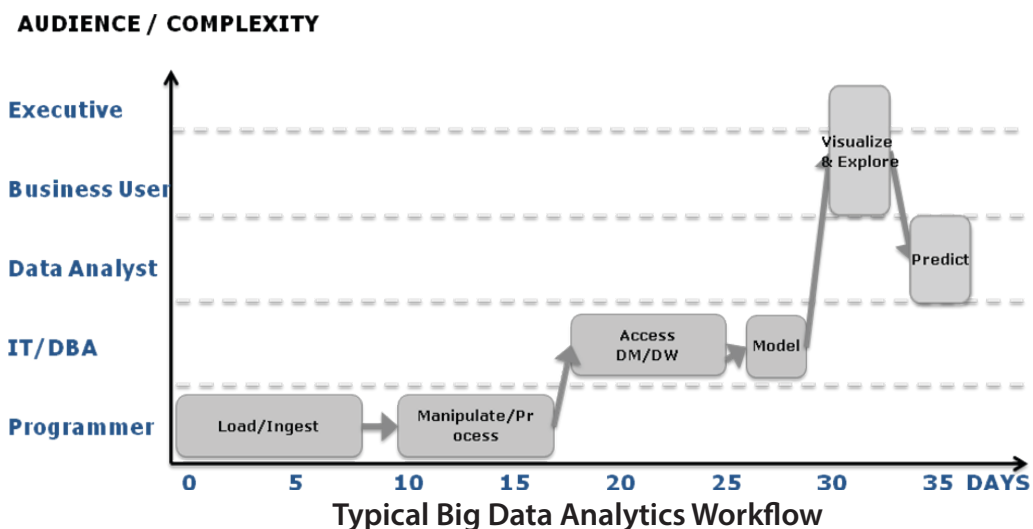 AUDIENCE / COMPLEXITY
Executive
Visualize
& Explore
Business User
Data Analyst
Predict
IT/DBA
Access
DM/DW
Model
Programmer
Load/Ingest
Manipulate/Pr
ocess
0 5 10 15 20 25 30 35 DAYS
Typical Big Data Analytics Workflow